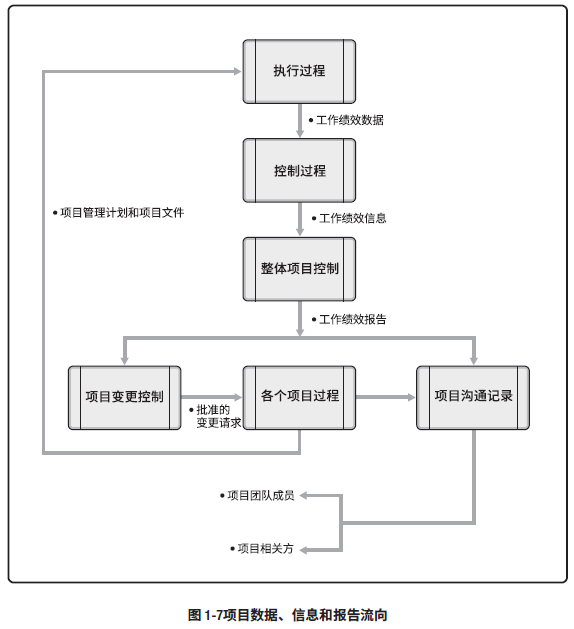 执行过程
• 工作绩效数据
控制过程
• 项目管理计划和项目文件
• 工作绩效信息
整体项目控制
• 工作绩效报告
项目变更控制
各个项目过程
项目沟通记录
• 批准的
变更请求
• 项目团队成员
• 项目相关方
图 1-7项目数据、信息和报告流向